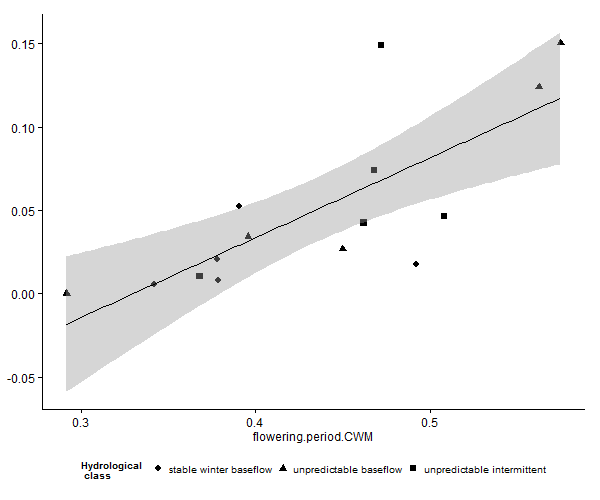 0.15
0.10
0.05
0.00
-0.05
0.3 0.4 0.5
flowering.period.CWM
Hydrological
class
stable winter baseflow unpredictable baseflow unpredictable intermittent